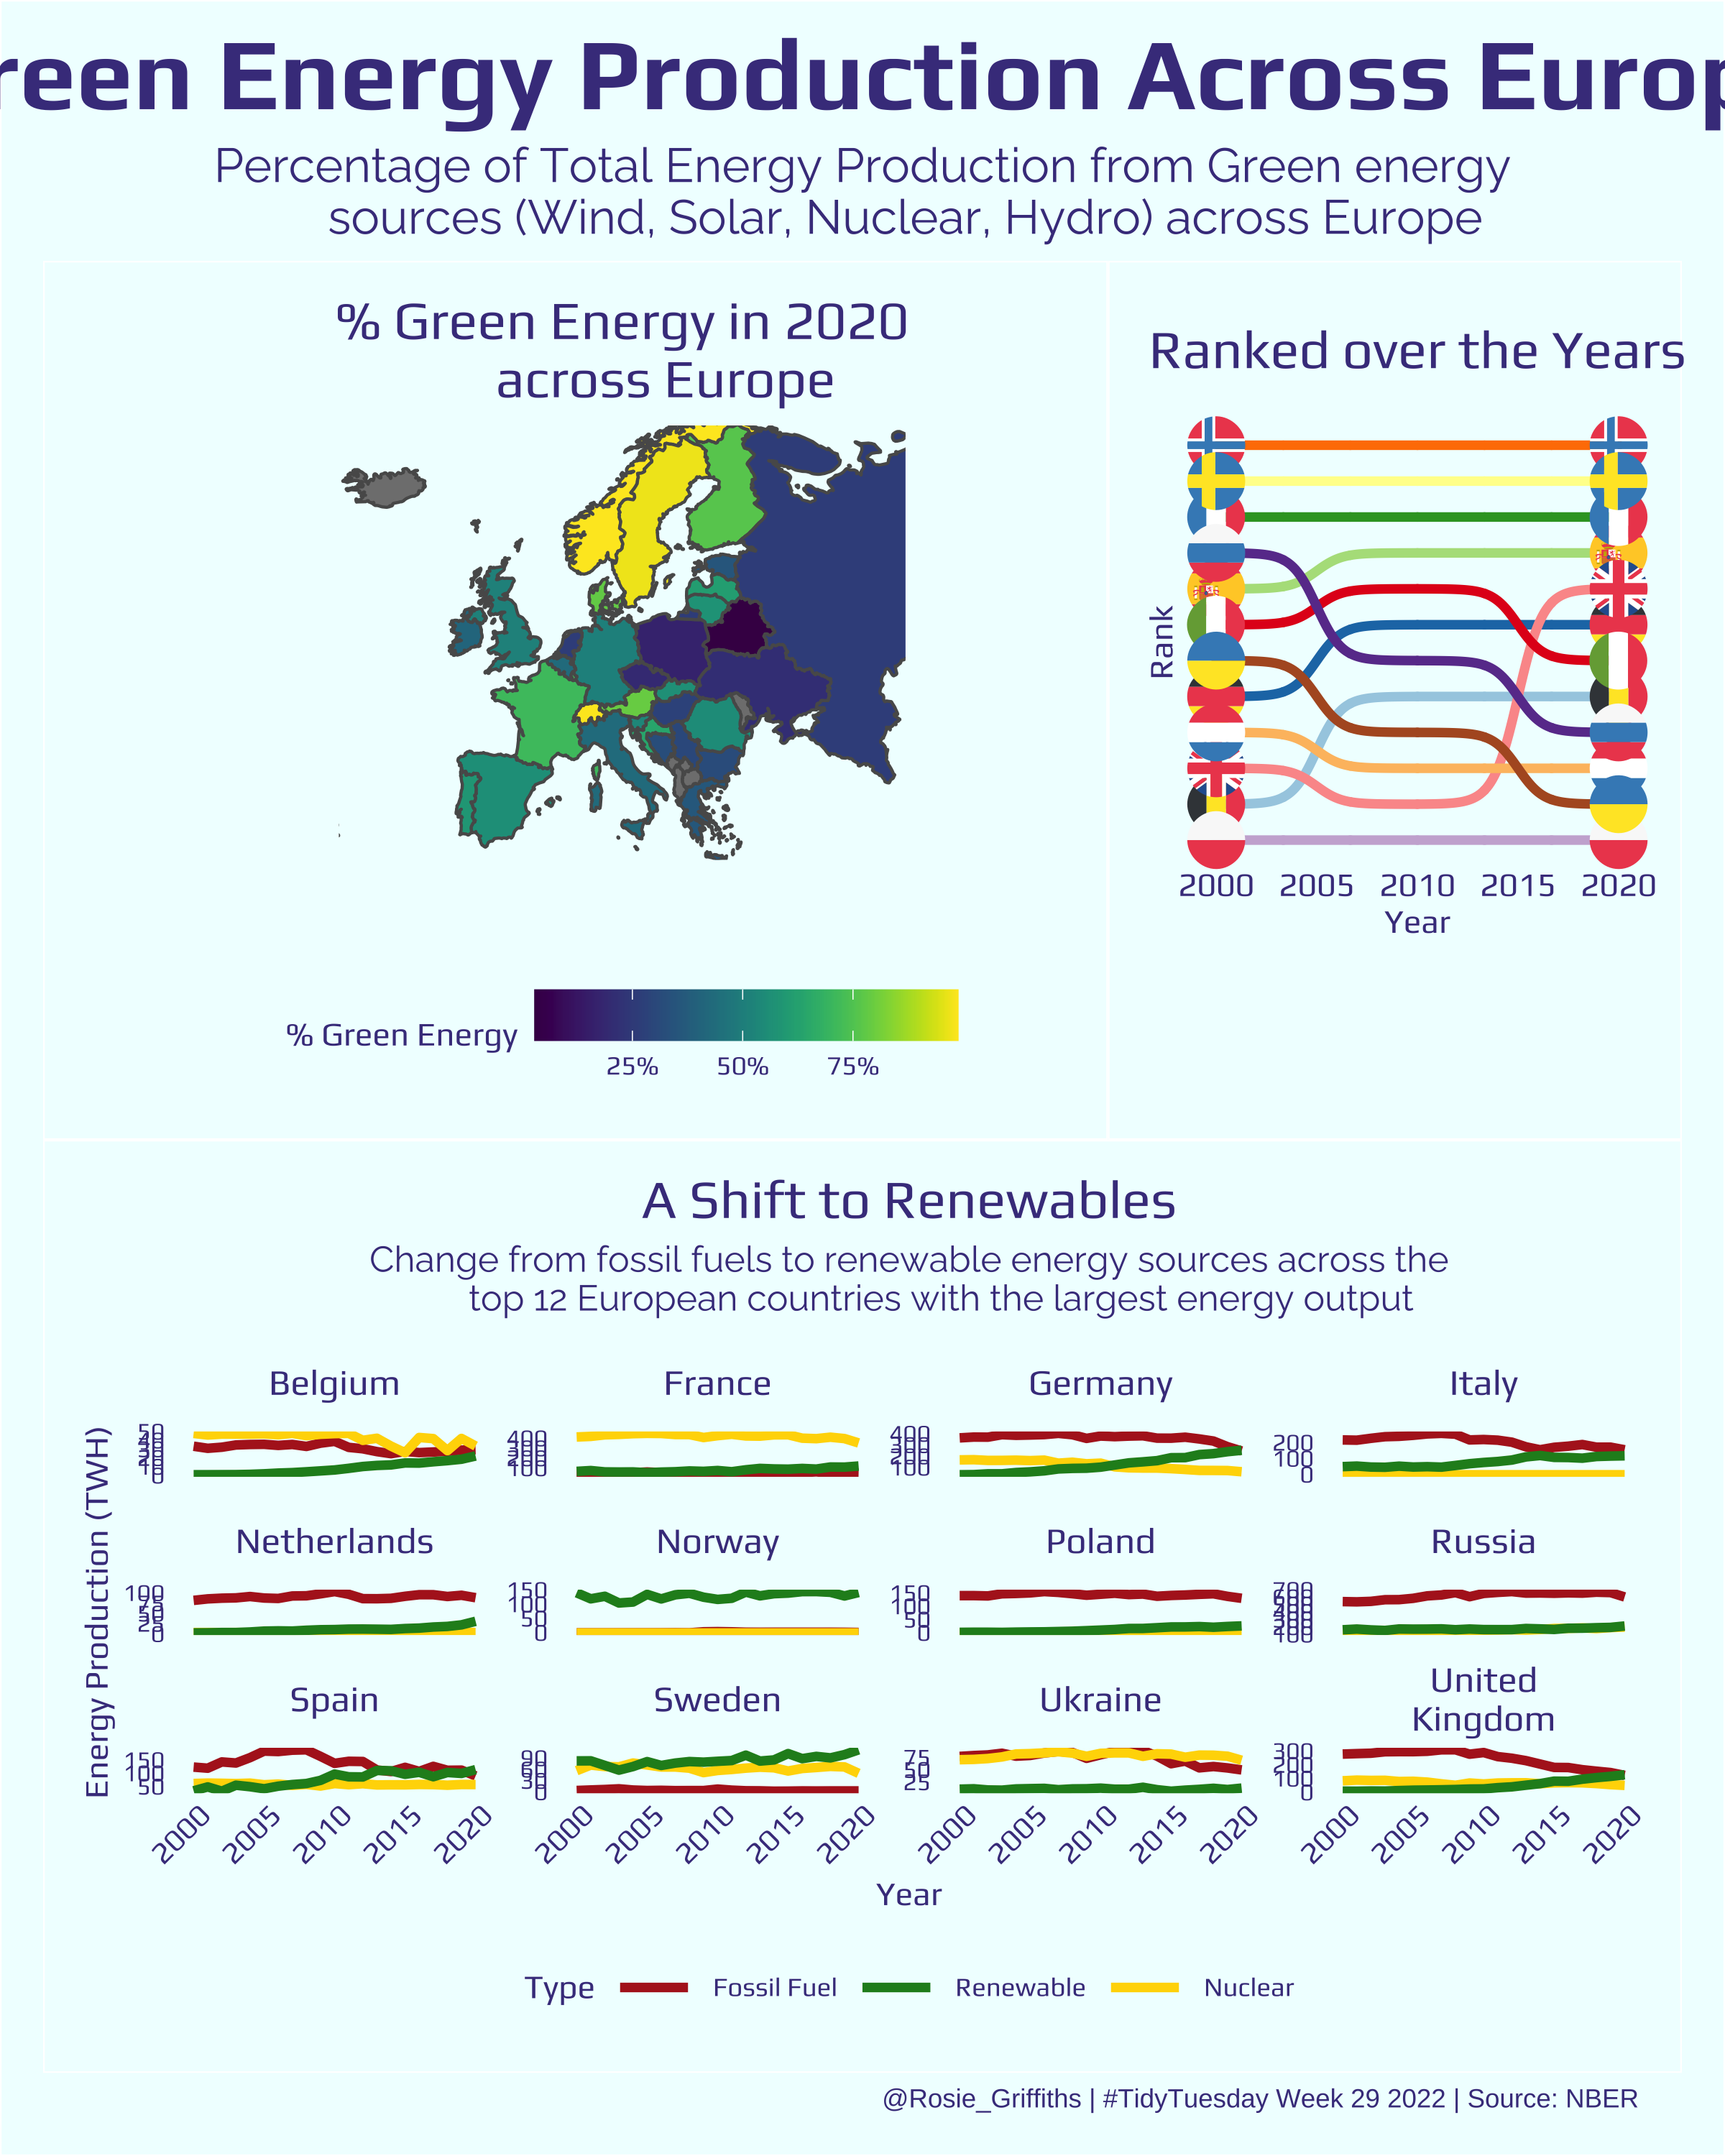 reen Energy Production Across Europ
Percentage of Total Energy Production from Green energy
sources (Wind, Solar, Nuclear, Hydro) across Europe
% Green Energy in 2020
across Europe
% Green Energy
25% 50% 75%
Ranked over the Years
Rank
2000 2005 2010 2015 2020
Year
A Shift to Renewables
Change from fossil fuels to renewable energy sources across the
top 12 European countries with the largest energy output
Energy Production (TWH)
Belgium France Germany Italy
50
40
30
20
10
0
400
300
200
100
400
300
200
100
200
100
0
Netherlands Norway Poland Russia
100
75
50
25
0
150
100
50
0
150
100
50
0
700
600
500
400
300
200
100
Spain Sweden Ukraine United
Kingdom
150
100
50
90
60
30
0
75
50
25
300
200
100
0
2000 2005 2010 2015 2020 2000 2005 2010 2015 2020 2000 2005 2010 2015 2020 2000 2005 2010 2015 2020
Year
Type Fossil Fuel Renewable Nuclear
@Rosie_Griffiths | #TidyTuesday Week 29 2022 | Source: NBER